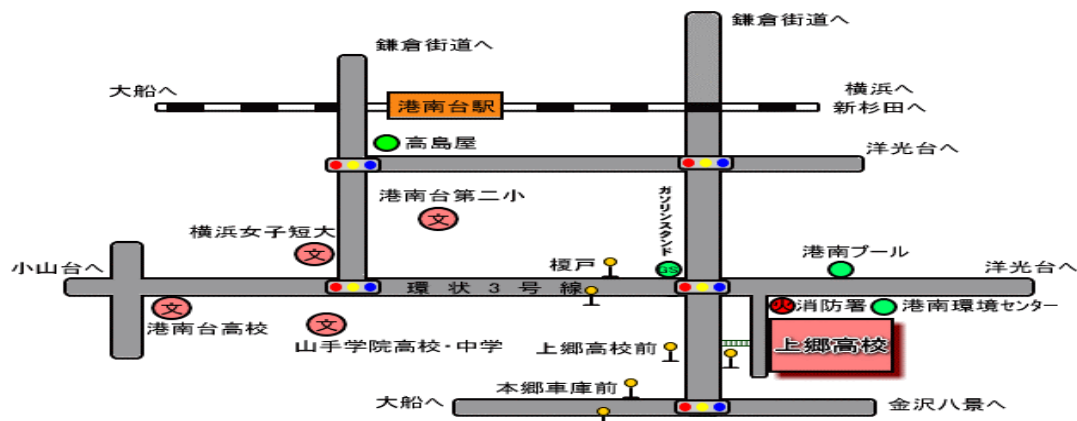 鎌倉街道へ
鎌倉街道へ
大船へ
港南台駅
横浜へ
新杉田へ
高島屋
洋光台へ
港南台第二小
文
ガソリンスタンド
横浜女子短大
文
榎戸
GS
港南プール
小山台へ
洋光台へ
環状3号線
文
港南台高校
文
山手学院高校・中学
火
消防署
港南環境センター
上郷高校前
上郷高校
本郷車庫前
大船へ
金沢八景へ